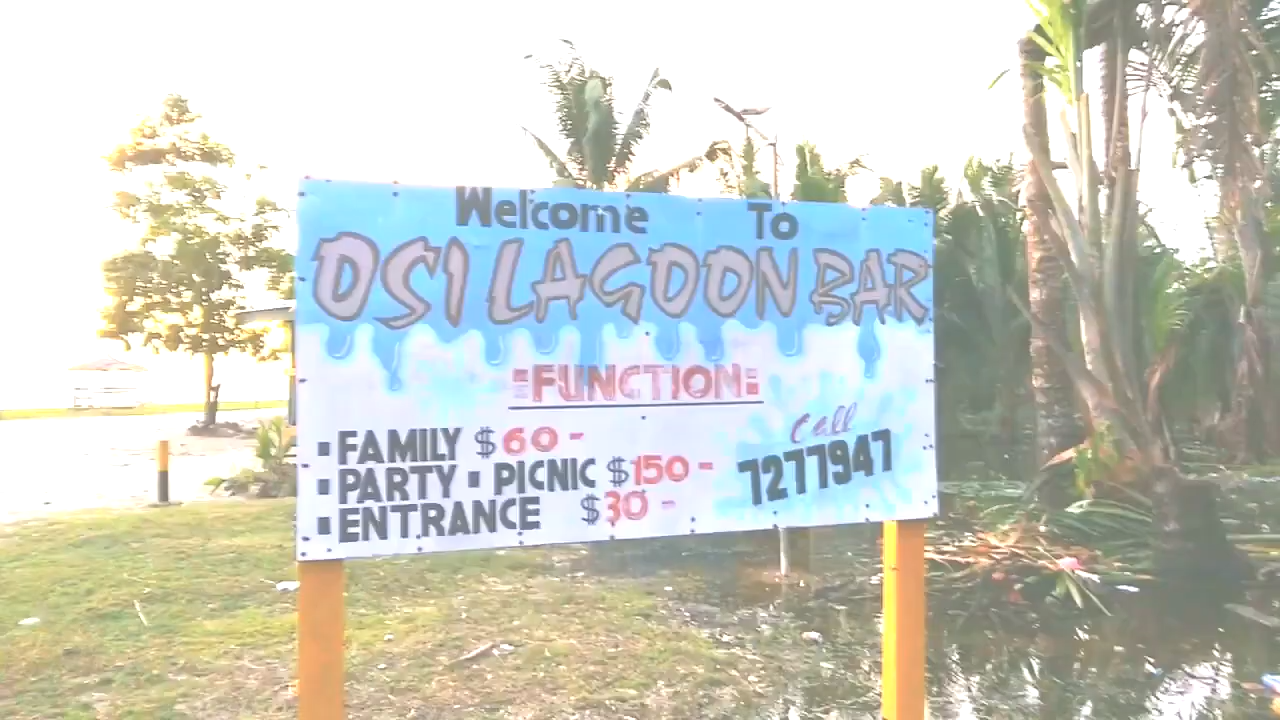 Welcome To
OSI LAGOON BAR
:FUNCTION:
▪FAMILY $60-
▪PARTY▪PICNIC $150-
▪ENTRANCE $30-
Call
7277947